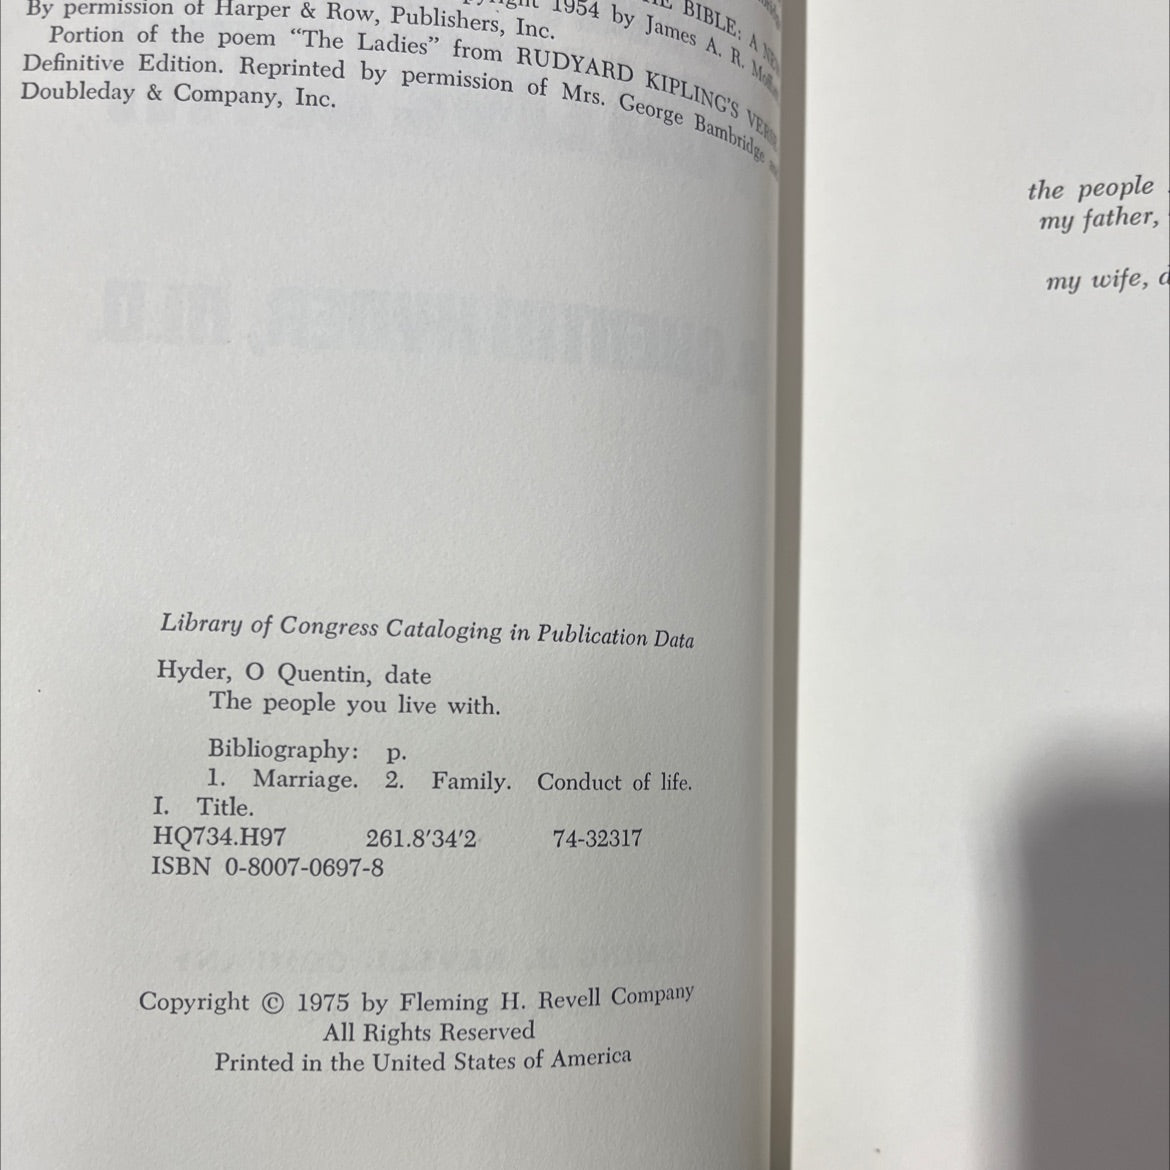 1954 by James A. R.
BIBLE: A
By permission of Harper & Row, Publishers, Inc.
Portion of the poem “The Ladies” from RUDYARD KIPLING’S VERSE
Definitive Edition. Reprinted by permission of Mrs. George Bambridge and
Doubleday & Company, Inc.
Library of Congress Cataloging in Publication Data
Hyder, O Quentin, date
The people you live with.
Bibliography: p.
1. Marriage. 2. Family. Conduct of life.
I. Title.
HQ734.H97 261.8′34′2 74-32317
ISBN 0-8007-0697-8
Copyright © 1975 by Fleming H. Revell Company
All Rights Reserved
Printed in the United States of America
the people
my father,
my wife,